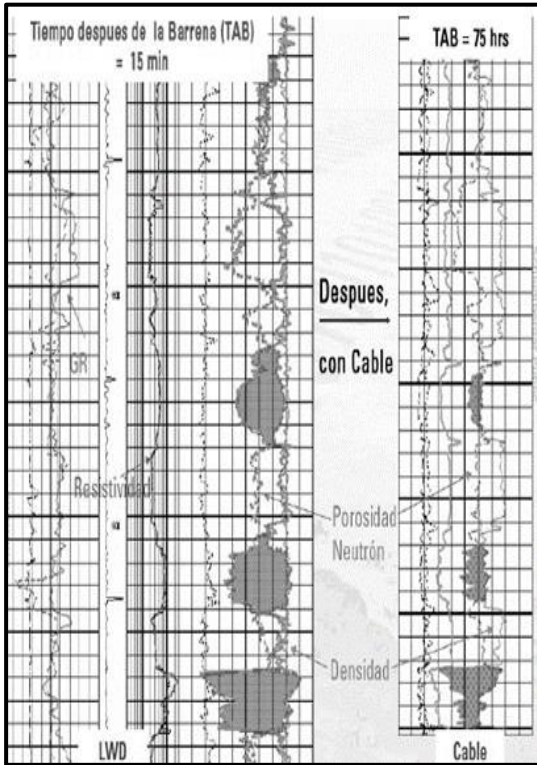 Tiempo despues de la Barrena (TAB)
= 15 min
TAB = 75 hrs
Despues,
con Cable
GR
Resistividad
Porosidad
Neutrón
Densidad
LWD
Cable